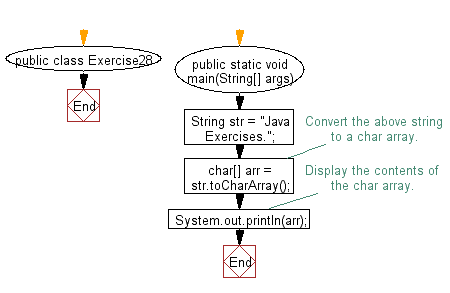 public class Exercise28
End
public static void
main(String[] args)
String str = "Java
Exercises.";
Convert the above string
to a char array.
char[] arr =
str.toCharArray();
Display the contents of
the char array.
System.out.println(arr);
End